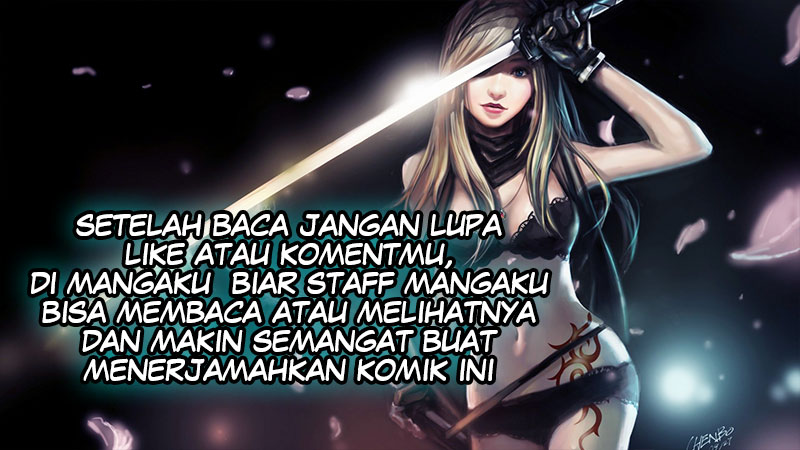 SETELAH BACA JANGAN LUPA
LIKE ATAU KOMENTMU,
DI MANGAKU BIAR STAFF MANGAKU
BISA MEMBACA ATAU MELIHATNYA
DAN MAKIN SEMANGAT BUAT
MENERJAMAHKAN KOMIK INI
CHENBO